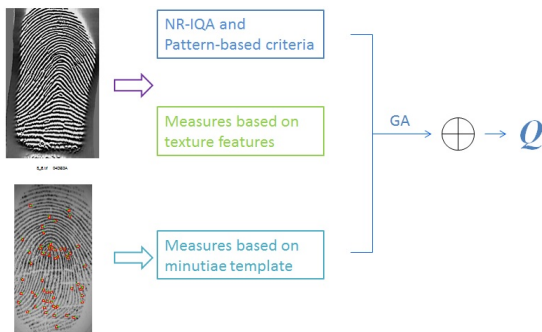 NR-IQA and
Pattern-based criteria
Measures based on
texture features
Measures based on
minutiae template
GA
Q